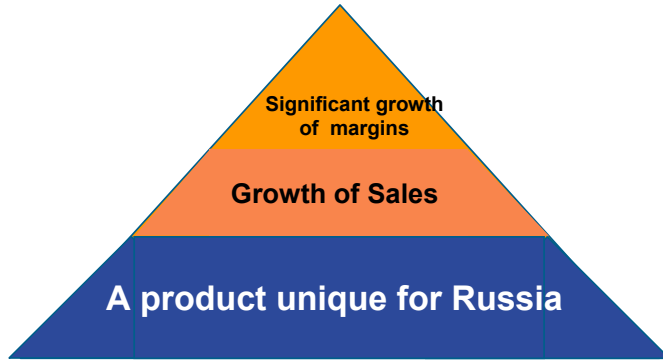 Significant growth
of margins
Growth of Sales
A product unique for Russia